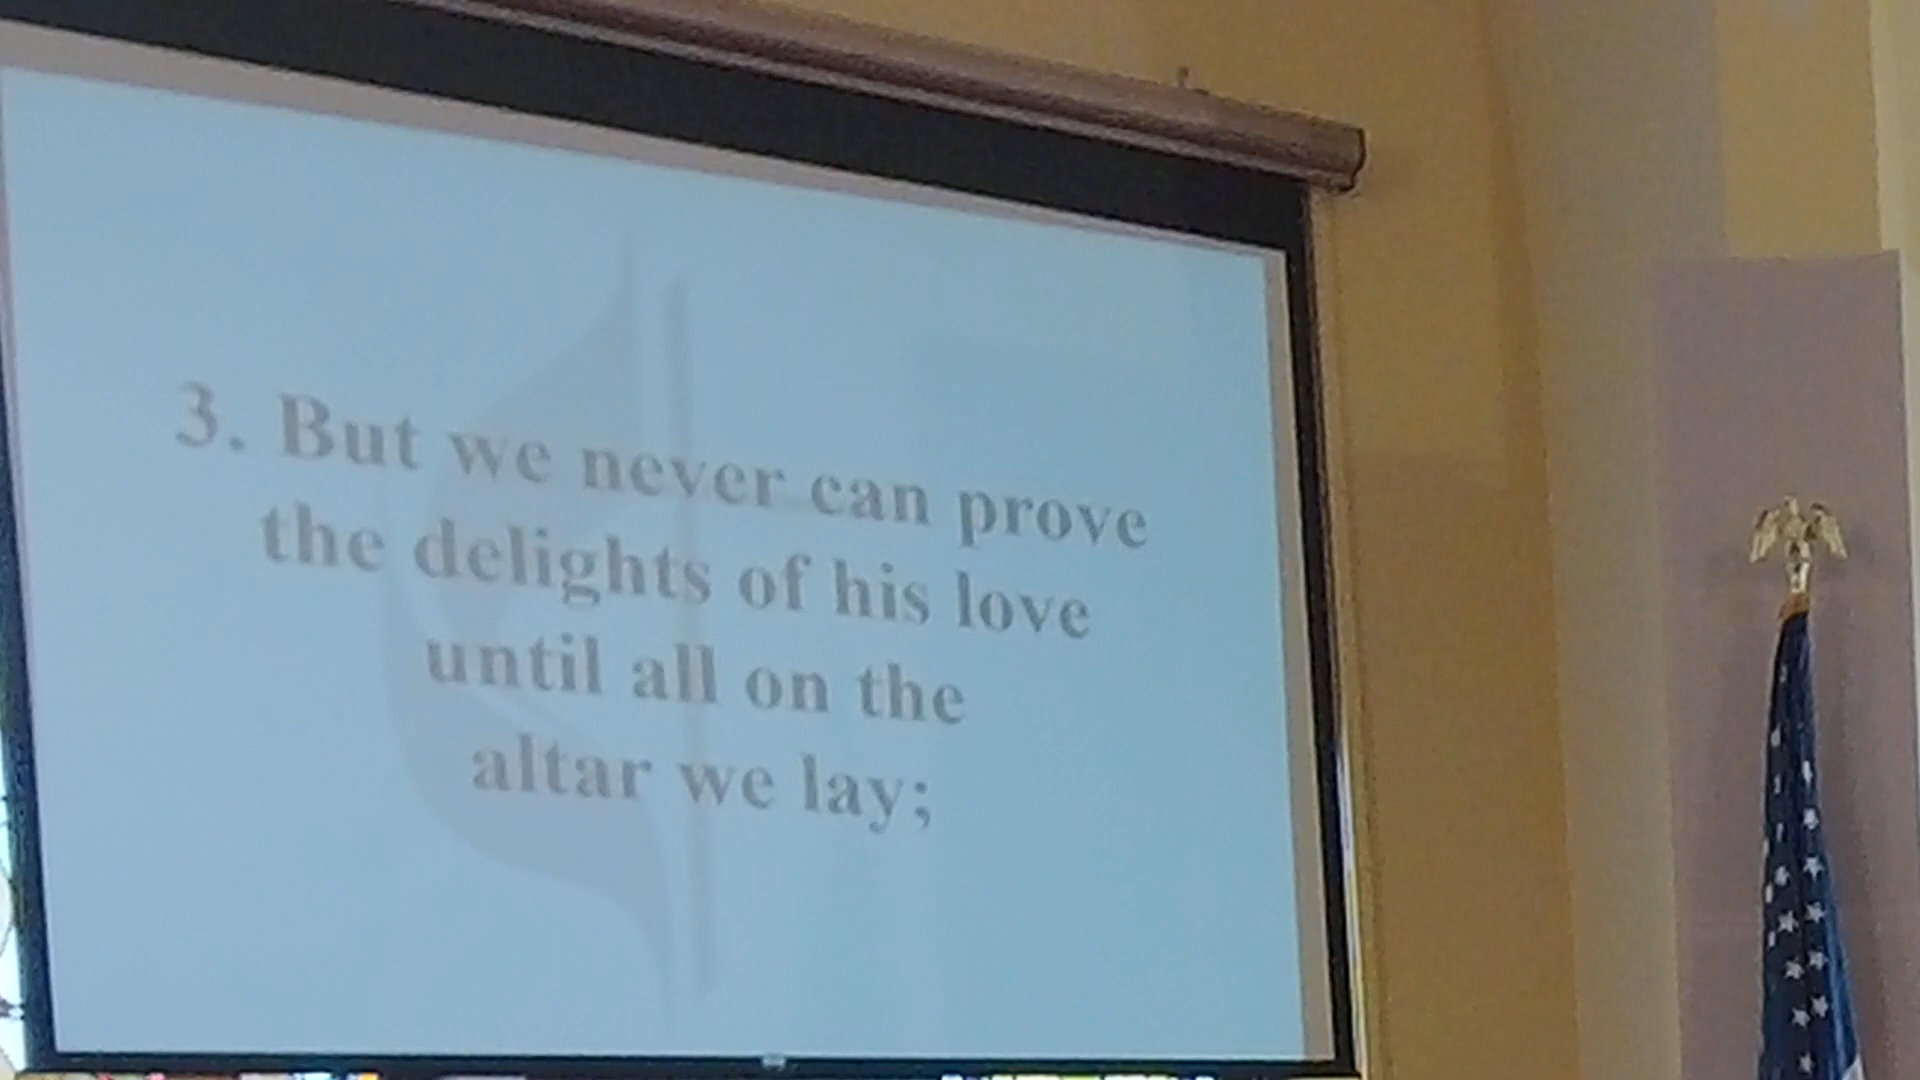 3. But we never can prove
the delights of his love
until all on the
altar we lay;